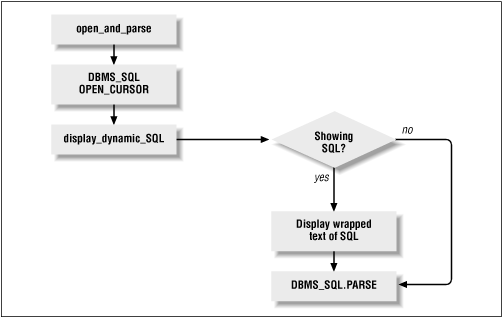 open_and_parse
DBMS_SQL
OPEN_CURSOR
display_dynamic_SQL
Showing
SQL?
no
yes
Display wrapped
text of SQL
DBMS_SQL.PARSE